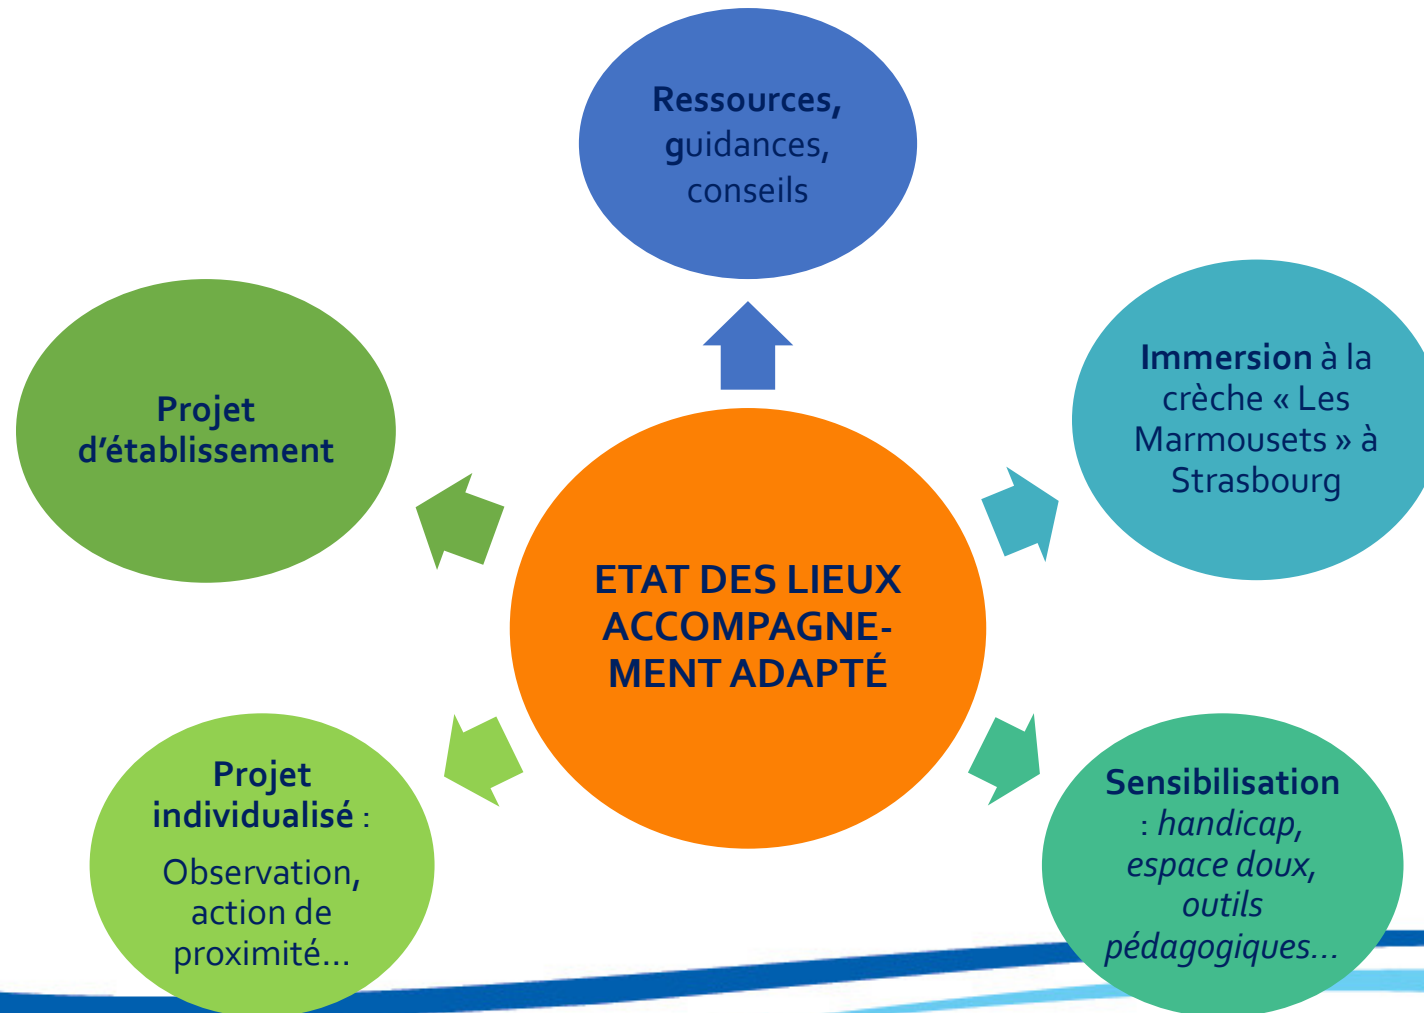 Ressources,
guidances,
conseils
Immersion à la
crèche « Les
Marmousets » à
Strasbourg
Projet
d’établissement
ETAT DES LIEUX
ACCOMPAGNE-
MENT ADAPTÉ
Sensibilisation
: handicap,
espace doux,
outils
pédagogiques…
Projet
individualisé :
Observation,
action de
proximité…